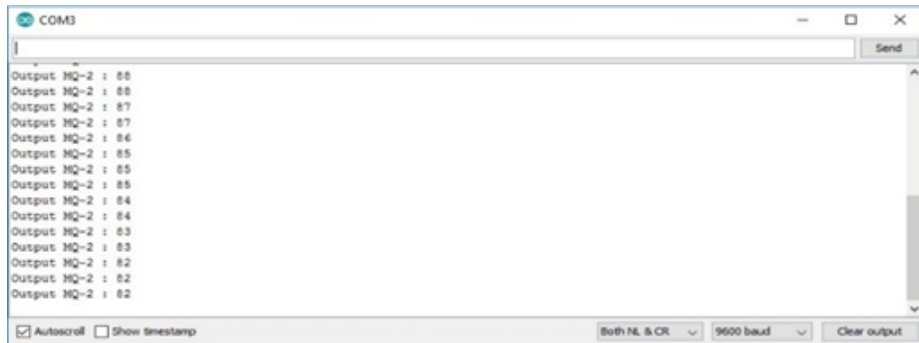 COM3
Send
Output MQ-2 : 88
Output MQ-2 : 88
Output MQ-2 : 87
Output MQ-2 : 87
Output MQ-2 : 86
Output MQ-2 : 85
Output MQ-2 : 85
Output MQ-2 : 85
Output MQ-2 : 84
Output MQ-2 : 84
Output MQ-2 : 83
Output MQ-2 : 83
Output MQ-2 : 82
Output MQ-2 : 82
Output MQ-2 : 82
Autoscroll Show timestamp Both NL & CR 9600 baud Clear output